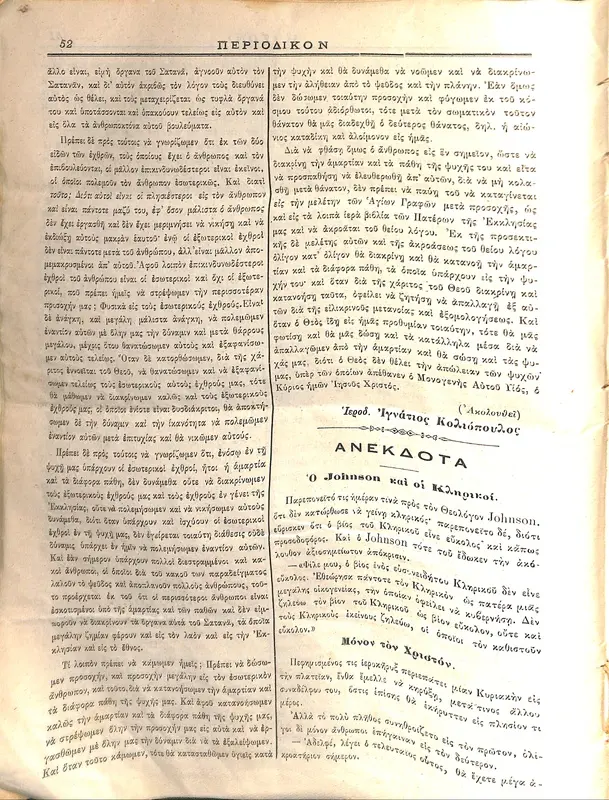 52
ΠΕΡΙΟΔΙΚΟΝ
ἄλλο εἶναι, εἰμὴ ὄργανα τοῦ Σατανᾶ, ἀγνοοῦν αὐτὸν τὸν
Σατανᾶν, καὶ δι' αὐτὸν ἀκριβῶς τὸν λόγον τοὺς διευθύνει
αὐτὸς ὡς θέλει, καὶ τοὺς μεταχειρίζεται ὡς τυφλὰ ὄργανά
του καὶ ὑποτάσσονται καὶ ὑπακούουν τελείως εἰς αὐτὸν καὶ
εἰς ὅλα τὰ ἀνθρωποκτόνα αὐτοῦ βουλεύματα.
Πρέπει δὲ πρὸς τούτοις νὰ γνωρίζωμεν ὅτι ἐκ τῶν δύο
εἰδῶν τῶν ἐχθρῶν, τοὺς ὁποίους ἔχει ὁ ἄνθρωπος καὶ τὸν
ἐπιβουλεύονται, οἱ μᾶλλον ἐπικινδυνωδέστεροι εἶναι ἐκεῖνοι,
οἱ ὁποῖοι πολεμοῦν τὸν ἄνθρωπον ἐσωτερικῶς. Καὶ διατί
τοῦτο; Διότι αὐτοὶ εἶναι οἱ πλησιέστεροι εἰς τὸν ἄνθρωπον
καὶ εἶναι πάντοτε μαζύ του, ἐφ' ὅσον μάλιστα ὁ ἄνθρωπος
δὲν ἔχει ἐργασθῆ καὶ δὲν ἔχει μεριμνήσει νὰ νικήσῃ καὶ νὰ
ἐκδιώξῃ αὐτοὺς μακρὰν ἑαυτοῦ· ἐνῷ οἱ ἐξωτερικοὶ ἐχθροὶ
δὲν εἶναι πάντοτε μετὰ τοῦ ἀνθρώπου, ἀλλ' εἶναι μᾶλλον ἀπο-
μεμακρυσμένοι ἀπ' αὐτοῦ. Ἀφοῦ λοιπὸν ἐπικινδυνωδέστεροι
ἐχθροὶ τοῦ ἀνθρώπου εἶναι οἱ ἐσωτερικοὶ καὶ ὄχι οἱ ἐξωτε-
ρικοί, ποῦ πρέπει ἡμεῖς νὰ στρέψωμεν τὴν περισσοτέραν
προσοχήν μας; Φυσικὰ εἰς τοὺς ἐσωτερικοὺς ἐχθρούς. Εἶναι
δὲ ἀνάγκη, καὶ μεγάλη μάλιστα ἀνάγκη, νὰ πολεμῶμεν
ἐναντίον αὐτῶν μὲ ὅλην μας τὴν δύναμιν καὶ μετὰ θάρρους
μεγάλου, μέχρις ὅτου θανατώσωμεν αὐτοὺς καὶ ἐξαφανίσω-
μεν αὐτοὺς τελείως. Ὅταν δὲ κατορθώσωμεν, διὰ τῆς χά-
ριτος ἐννοεῖται τοῦ Θεοῦ, νὰ θανατώσωμεν καὶ νὰ ἐξαφανί-
σωμεν τελείως τοὺς ἐσωτερικοὺς αὐτοὺς ἐχθρούς μας, τότε
θὰ μάθωμεν νὰ διακρίνωμεν καλῶς καὶ τοὺς ἐξωτερικοὺς
ἐχθρούς μας, οἱ ὁποῖοι ἐνίοτε εἶναι δυσδιάκριτοι, θὰ ἀποκτή-
σωμεν δὲ τὴν δύναμιν καὶ τὴν ἱκανότητα νὰ πολεμῶμεν
ἐναντίον αὐτῶν μετὰ ἐπιτυχίας καὶ θὰ νικῶμεν αὐτούς.
Πρέπει δὲ πρὸς τούτοις νὰ γνωρίζωμεν ὅτι, ἐνόσῳ ἐν τῇ
ψυχῇ μας ὑπάρχουν οἱ ἐσωτερικοὶ ἐχθροί, ἤτοι ἡ ἁμαρτία
καὶ τὰ διάφορα πάθη, δὲν δυνάμεθα οὔτε νὰ διακρίνωμεν
τοὺς ἐξωτερικοὺς ἐχθρούς μας καὶ τοὺς ἐχθροὺς ἐν γένει τῆς
Ἐκκλησίας, οὔτε νὰ πολεμήσωμεν καὶ νὰ νικήσωμεν αὐτοὺς
δυνάμεθα, διότι ὅταν ὑπάρχουν καὶ ἰσχύουν οἱ ἐσωτερικοὶ
ἐχθροὶ ἐν τῇ ψυχῇ μας, δὲν ἐγείρεται τοιαύτη διάθεσις οὐδὲ
δύναμις ὑπάρχει ἐν ἡμῖν νὰ πολεμήσωμεν ἐναντίον αὐτῶν.
Καὶ ἐὰν σήμερον ὑπάρχουν πολλοὶ διεστραμμένοι καὶ κα-
κοὶ ἄνθρωποι, οἱ ὁποῖοι διὰ τοῦ κακοῦ των παραδείγματος
λαλοῦν τὸ ψεῦδος καὶ ἀποπλανοῦν πολλοὺς ἀνθρώπους, τοῦ-
το προέρχεται ἐκ τοῦ ὅτι οἱ περισσότεροι ἄνθρωποι εἶναι
ἐσκοτισμένοι ὑπὸ τῆς ἁμαρτίας καὶ τῶν παθῶν καὶ δὲν εἰμ-
ποροῦν νὰ διακρίνουν τὰ ὄργανα αὐτὰ τοῦ Σατανᾶ, τὰ ὁποῖα
μεγάλην ζημίαν φέρουν καὶ εἰς τὸν λαὸν καὶ εἰς τὴν Ἐκ-
κλησίαν καὶ εἰς τὸ ἔθνος.
Τί λοιπὸν πρέπει νὰ κάμωμεν ἡμεῖς; Πρέπει νὰ δώσω-
μεν προσοχήν, καὶ προσοχὴν μεγάλην εἰς τὸν ἐσωτερικὸν
ἄνθρωπον, καὶ τοῦτο, διὰ νὰ κατανοήσωμεν τὴν ἁμαρτίαν καὶ
τὰ διάφορα πάθη τῆς ψυχῆς μας. Καὶ ἀφοῦ κατανοήσωμεν
καλῶς τὴν ἁμαρτίαν καὶ τὰ διάφορα πάθη τῆς ψυχῆς μας,
νὰ στρέψωμεν ὅλην τὴν προσοχήν μας εἰς αὐτὰ καὶ νὰ ἐρ-
γασθῶμεν μὲ ὅλην μας τὴν δύναμιν διὰ νὰ τὰ ἐξαλείψωμεν.
Καὶ ὅταν τοῦτο κάμωμεν, τότε θὰ κατασταθῶμεν ὑγιεῖς κατὰ
τὴν ψυχὴν καὶ θὰ δυνάμεθα νὰ νοῶμεν καὶ νὰ διακρίνω-
μεν τὴν ἀλήθειαν ἀπὸ τὸ ψεῦδος καὶ τὴν πλάνην. Ἐὰν ὅμως
δὲν δώσωμεν τοιαύτην προσοχὴν καὶ φύγωμεν ἐκ τοῦ κό-
σμου τούτου ἀδιόρθωτοι, τότε μετὰ τὸν σωματικὸν τοῦτον
θάνατον θὰ μᾶς διαδεχθῇ ὁ δεύτερος θάνατος, δηλ. ἡ αἰώ-
νιος καταδίκη καὶ ἀλοίμονον εἰς ἡμᾶς.
Διὰ νὰ φθάσῃ ὅμως ὁ ἄνθρωπος εἰς ἓν σημεῖον, ὥστε νὰ
διακρίνῃ τὴν ἁμαρτίαν καὶ τὰ πάθη τῆς ψυχῆς του καὶ εἶτα
νὰ προσπαθήσῃ νὰ ἐλευθερωθῇ ἀπ' αὐτῶν, διὰ νὰ μὴ κολα-
σθῇ μετὰ θάνατον, δὲν πρέπει νὰ παύῃ τοῦ νὰ καταγίνεται
εἰς τὴν μελέτην τῶν Ἁγίων Γραφῶν μετὰ προσοχῆς, ὡς
καὶ εἰς τὰ λοιπὰ ἱερὰ βιβλία τῶν Πατέρων τῆς Ἐκκλησίας
μας καὶ νὰ ἀκροᾶται τοῦ θείου λόγου. Ἐκ τῆς προσεκτι-
κῆς δὲ μελέτης αὐτῶν καὶ τῆς ἀκροάσεως τοῦ θείου λόγου
ὀλίγον κατ' ὀλίγον θὰ διακρίνῃ καὶ θὰ κατανοῇ τὴν ἁμαρ-
τίαν καὶ τὰ διάφορα πάθη, τὰ ὁποῖα ὑπάρχουν εἰς τὴν ψυ-
χήν του· καὶ ὅταν διὰ τῆς χάριτος τοῦ Θεοῦ διακρίνῃ καὶ
κατανοήσῃ ταῦτα, ὀφείλει νὰ ζητήσῃ νὰ ἀπαλλαγῇ ἐξ αὐ-
τῶν διὰ τῆς εἰλικρινοῦς μετανοίας καὶ ἐξομολογήσεως. Καὶ
ὅταν ὁ Θεὸς ἴδῃ εἰς ἡμᾶς προθυμίαν τοιαύτην, τότε θὰ μᾶς
φωτίσῃ καὶ θὰ μᾶς δώσῃ καὶ τὰ κατάλληλα μέσα διὰ νὰ
ἀπαλλαγῶμεν ἀπὸ τὴν ἁμαρτίαν καὶ θὰ σώσῃ καὶ τὰς ψυ-
χάς μας, διότι ὁ Θεὸς δὲν θέλει τὴν ἀπώλειαν τῶν ψυχῶν
μας, ὑπὲρ τῶν ὁποίων ἀπέθανεν ὁ Μονογενὴς Αὐτοῦ Υἱός, ὁ
Κύριος ἡμῶν Ἰησοῦς Χριστός.
(Ἀκολουθεῖ)
Ἱεροδ. Ἰγνάτιος Κολιόπουλος
ΑΝΕΚΔΟΤΑ
Ὁ Johnson καὶ οἱ Κληρικοί.
Παρεπονεῖτό τις ἡμέραν τινὰ πρὸς τὸν Θεολόγον Johnson,
ὅτι δὲν κατώρθωσε νὰ γείνῃ κληρικός· παρεπονεῖτο δέ, διότι
εὕρισκεν ὅτι ὁ βίος τοῦ Κληρικοῦ εἶνε εὔκολος καὶ κάπως
προσοδοφόρος. Καὶ ὁ Johnson τότε τοῦ ἔδωκεν τὴν ἀκό-
λουθον ἀξιοσημείωτον ἀπόκρισιν.
—«Φίλε μου, ὁ βίος ἑνὸς εὐσυνειδήτου Κληρικοῦ δὲν εἶνε
εὔκολος. Ἐθεώρησα πάντοτε τὸν Κληρικὸν ὡς πατέρα μιᾶς
μεγάλης οἰκογενείας, τὴν ὁποίαν ὀφείλει νὰ κυβερνήσῃ. Δὲν
ζηλεύω τὸν βίον τοῦ Κληρικοῦ ὡς βίον εὔκολον, οὔτε καὶ
τοὺς Κληρικοὺς ἐκείνους ζηλεύω, οἱ ὁποῖοι τὸν καθιστοῦν
εὔκολον.»
Μόνον τὸν Χριστόν.
Πεφημισμένος τις ἱεροκῆρυξ περιεπάτει μίαν Κυριακὴν εἰς
τὴν πλατεῖαν, ἔνθα ἔμελλε νὰ κηρύξῃ, μετά τινος ἄλλου
συναδέλφου του, ὅστις ἐπίσης θὰ ἐκήρυττεν εἰς πλησίον τι
μέρος.
Ἀλλὰ τὸ πολὺ πλῆθος συνηθροίζετο εἰς τὸν πρῶτον, ὀλί-
γοι δὲ μόνον ἄνθρωποι ἐπήγαιναν εἰς τὸν δεύτερον.
— Ἀδελφέ, λέγει ὁ τελευταῖος οὗτος, θὰ ἔχετε μέγα ἀ-
κροατήριον σήμερον.